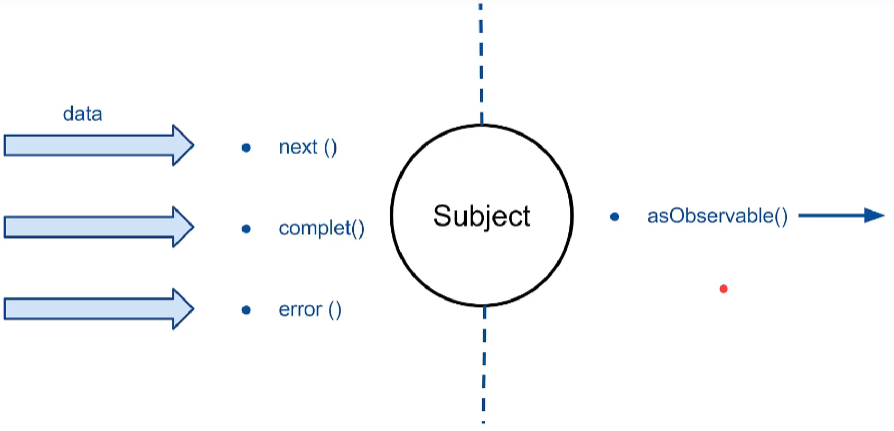 data
next ()
complet()
error ()
Subject
asObservable()